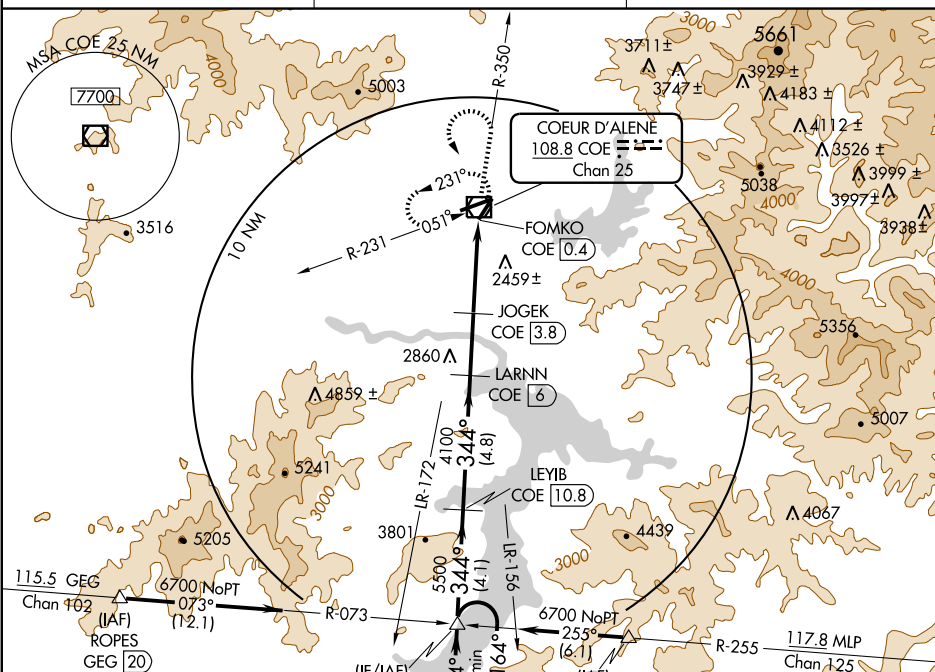 MSA COE 25 NM
7700
4000
5003
R-350
3000
3711±
5661
3747±
3929 ±
4183 ±
COEUR D'ALENE
108.8 COE
Chan 25
4112 ±
3526 ±
5038
4000
3999 ±
3997±
3938±
231°
051°
R-231
10 NM
3516
FOMKO
COE 0.4
2459±
4000
JOGEK
COE 3.8
5356
2860
LARNN
COE 6
4859 ±
5007
4100
344°
(4.8)
LR-172
5241
3000
LEYIB
COE 10.8
4067
5205
3801
4439
3000
LR-156
5500
344°
(4.1)
115.5 GEG
Chan 102
6700 NoPT
073°
(12.1)
R-073
6700 NoPT
255°
(6.1)
R-255
117.8 MLP
Chan 125
(IAF)
ROPES
GEG 20
(IF/IAF)
164°